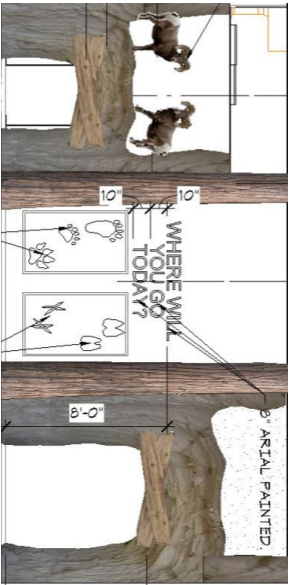 10" 10"
WHERE WILL
YOU GO
TODAY?
8'-0"
8" ARIAL PAINTED.